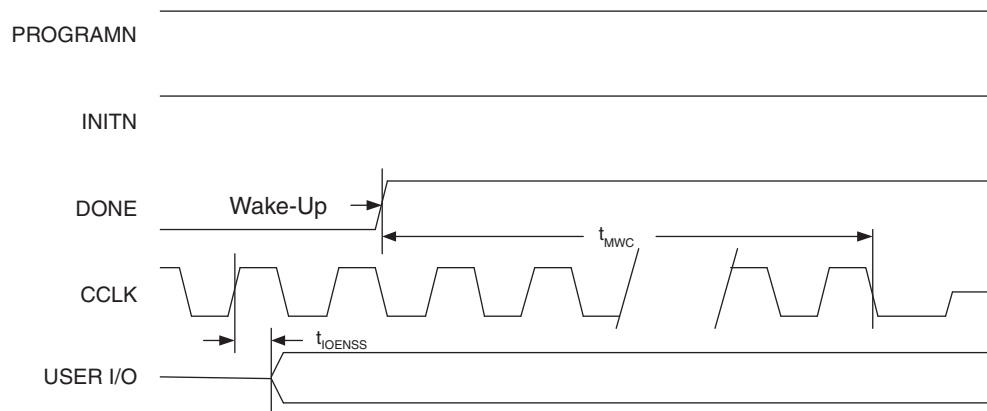 PROGRAMN
INITN
DONE
Wake-Up
tMWC
CCLK
tIOENSS
USER I/O